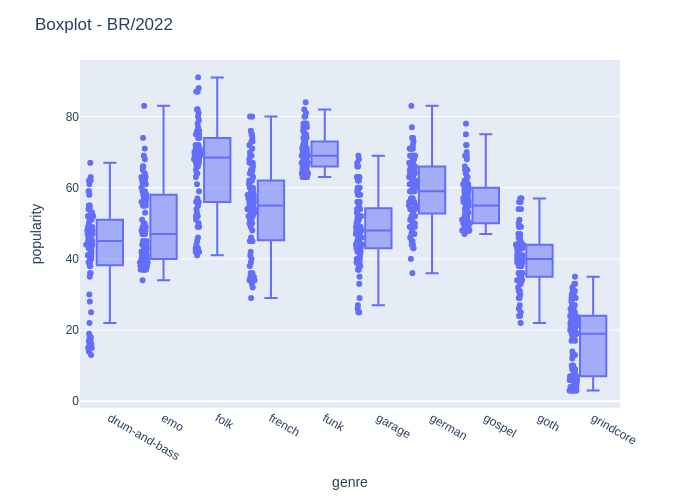 Boxplot - BR/2022
popularity
80
60
40
20
0
drum-and-bass
emo
folk
french
funk
garage
german
gospel
goth
grindcore
genre